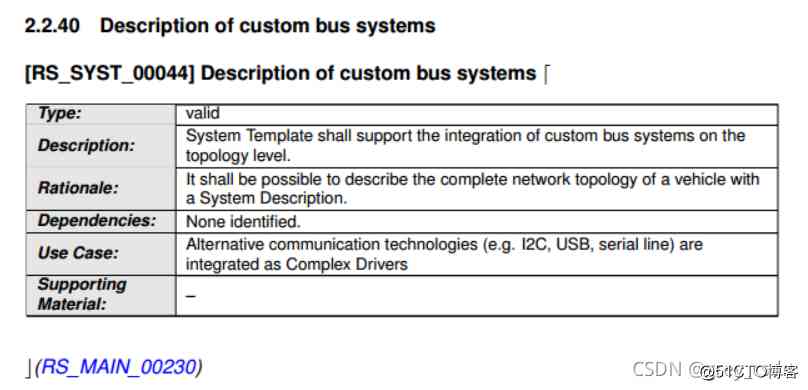 2.2.40 Description of custom bus systems
[RS_SYST_00044] Description of custom bus systems ⌈
Type: valid
Description: System Template shall support the integration of custom bus systems on the
topology level.
Rationale: It shall be possible to describe the complete network topology of a vehicle with
a System Description.
Dependencies: None identified.
Use Case: Alternative communication technologies (e.g. I2C, USB, serial line) are
integrated as Complex Drivers
Supporting
Material: –
⌋(RS_MAIN_00230)
CSDN
@51CTO博客